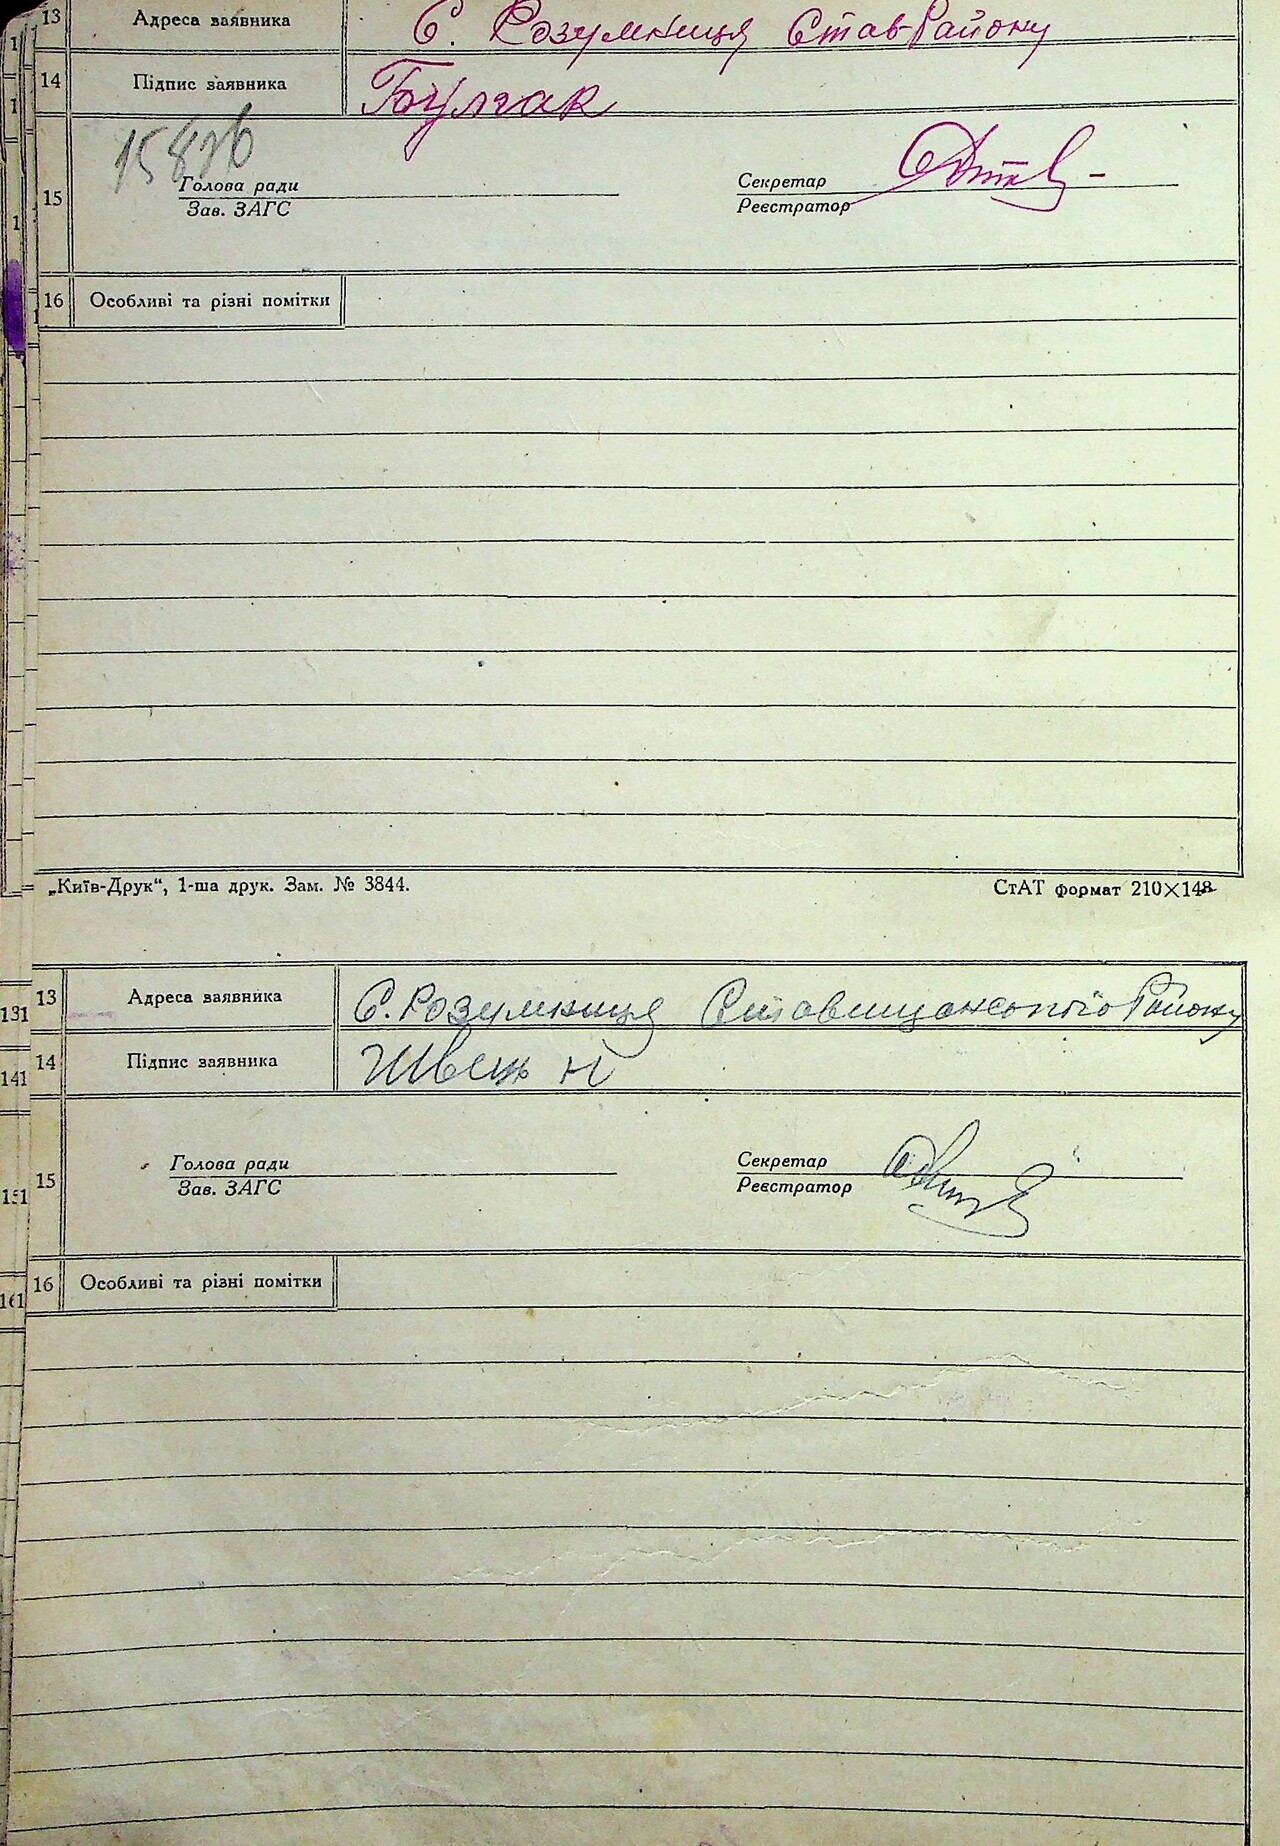 13 Адреса заявника С. Розумниця Став-Району
14 Підпис заявника Булгак
15 Голова ради Секретар
Зав. ЗАГС Реєстратор
16 Особливі та різні помітки
„Київ-Друк“, 1-ша друк. Зам. № 3844. СтАТ формат 210×148
13 Адреса заявника С. Розумниця Ставищанського Району
14 Підпис заявника Швець Н
15 Голова ради Секретар
Зав. ЗАГС Реєстратор
16 Особливі та різні помітки